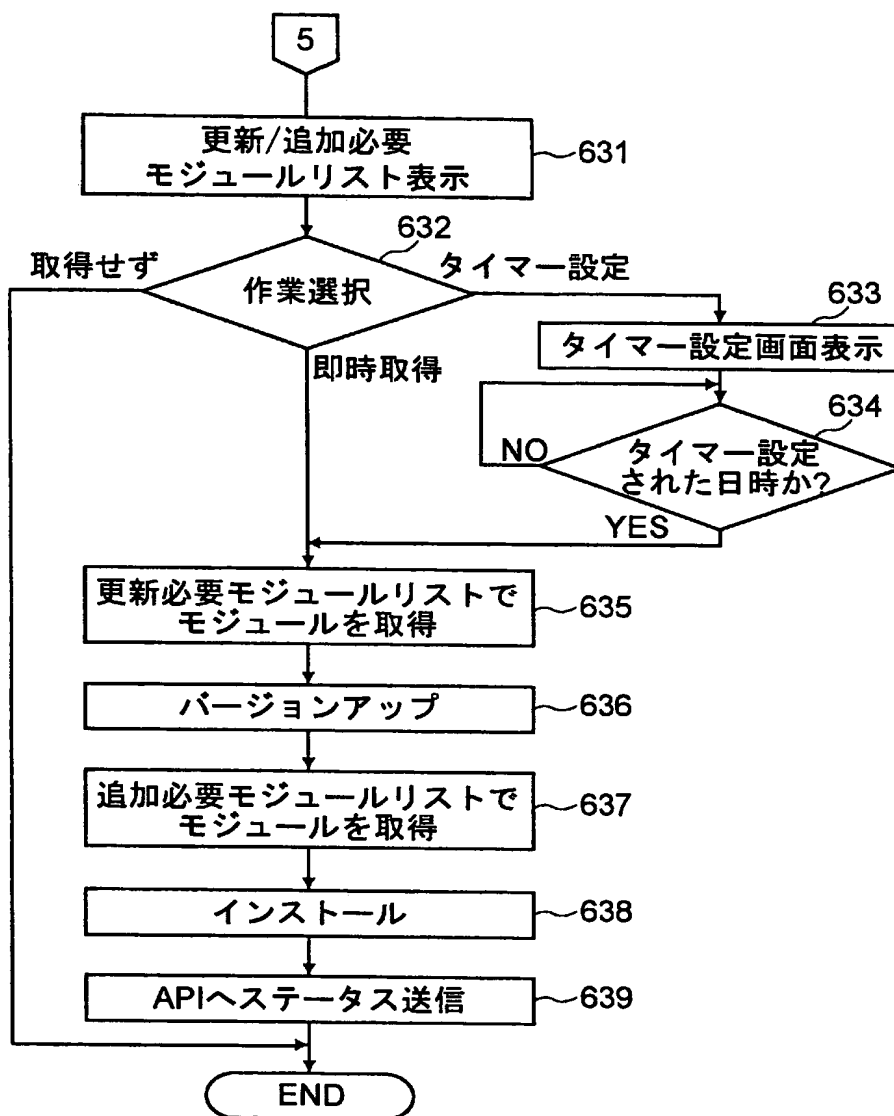 5
更新/追加必要
モジュールリスト表示
631
632
取得せず
作業選択
タイマー設定
633
タイマー設定画面表示
即時取得
634
NO
タイマー設定
された日時か?
YES
更新必要モジュールリストで
モジュールを取得
635
バージョンアップ
636
追加必要モジュールリストで
モジュールを取得
637
インストール
638
APIへステータス送信
639
END